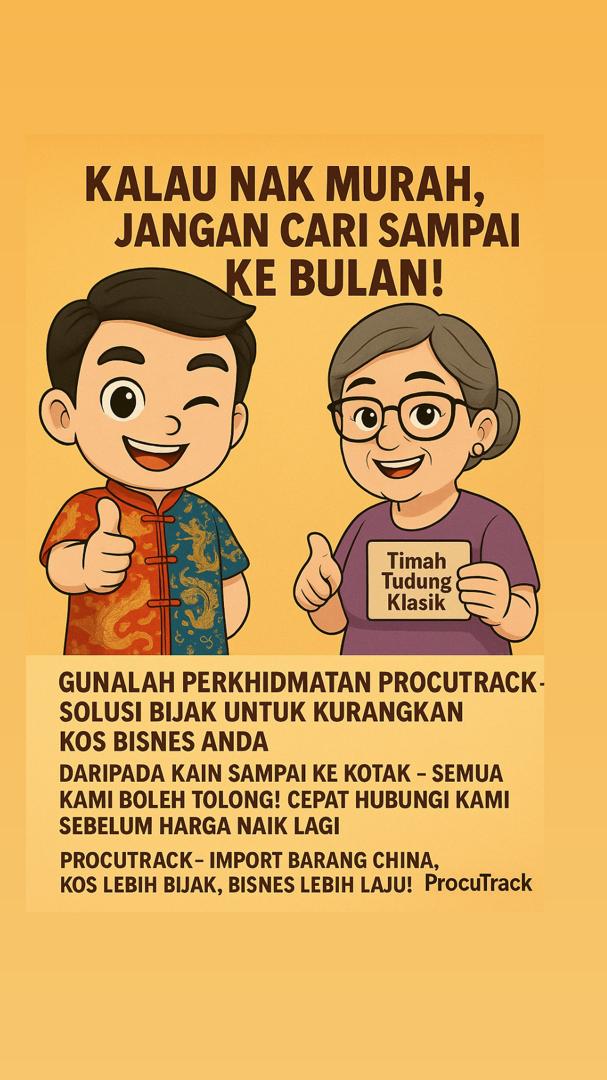 KALAU NAK MURAH,
JANGAN CARI SAMPAI
KE BULAN!
Timah
Tudung
Klasik
GUNALAH PERKHIDMATAN PROCUTRACK-
SOLUSI BIJAK UNTUK KURANGKAN
KOS BISNES ANDA
DARIPADA KAIN SAMPAI KE KOTAK – SEMUA
KAMI BOLEH TOLONG! CEPAT HUBUNGI KAMI
SEBELUM HARGA NAIK LAGI
PROCUTRACK – IMPORT BARANG CHINA,
KOS LEBIH BIJAK, BISNES LEBIH LAJU!
ProcuTrack